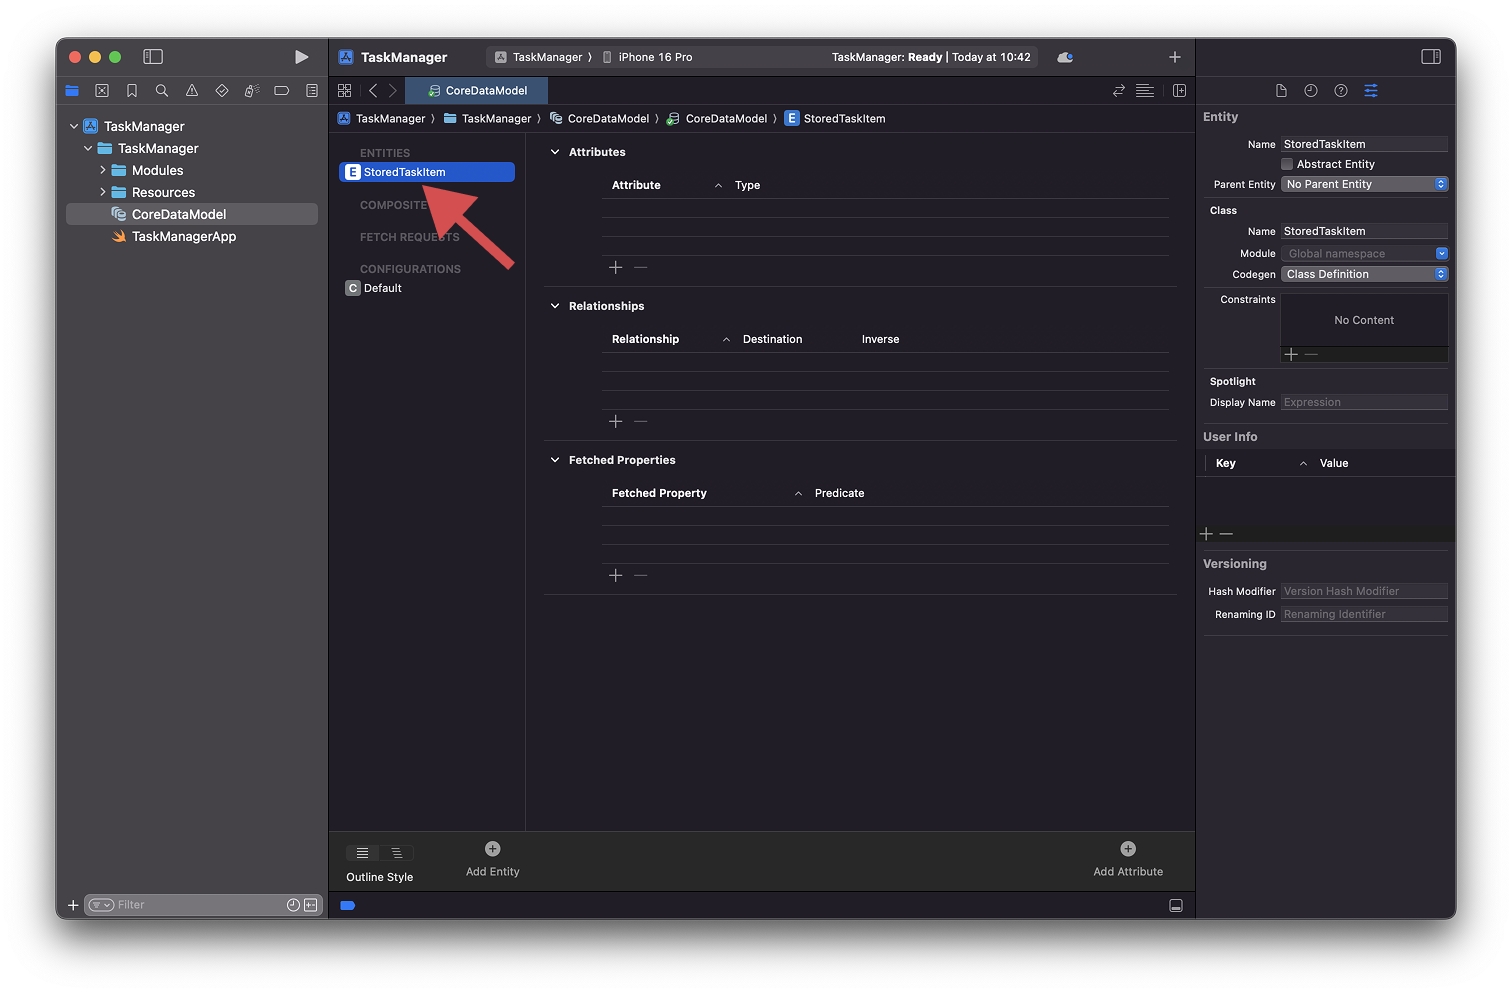 TaskManager
TaskManager 〉 iPhone 16 Pro
TaskManager: Ready | Today at 10:42
CoreDataModel
TaskManager 〉 TaskManager 〉 CoreDataModel 〉 CoreDataModel 〉 E StoredTaskItem
TaskManager
TaskManager
Modules
Resources
CoreDataModel
TaskManagerApp
Filter
ENTITIES
E StoredTaskItem
COMPOSITE
FETCH REQUESTS
CONFIGURATIONS
C Default
Attributes
Attribute Type
Relationships
Relationship Destination Inverse
Fetched Properties
Fetched Property Predicate
Outline Style
Add Entity
Add Attribute
Entity
Name StoredTaskItem
Abstract Entity
Parent Entity No Parent Entity
Class
Name StoredTaskItem
Module Global namespace
Codegen Class Definition
Constraints
No Content
Spotlight
Display Name Expression
User Info
Key Value
Versioning
Hash Modifier Version Hash Modifier
Renaming ID Renaming Identifier